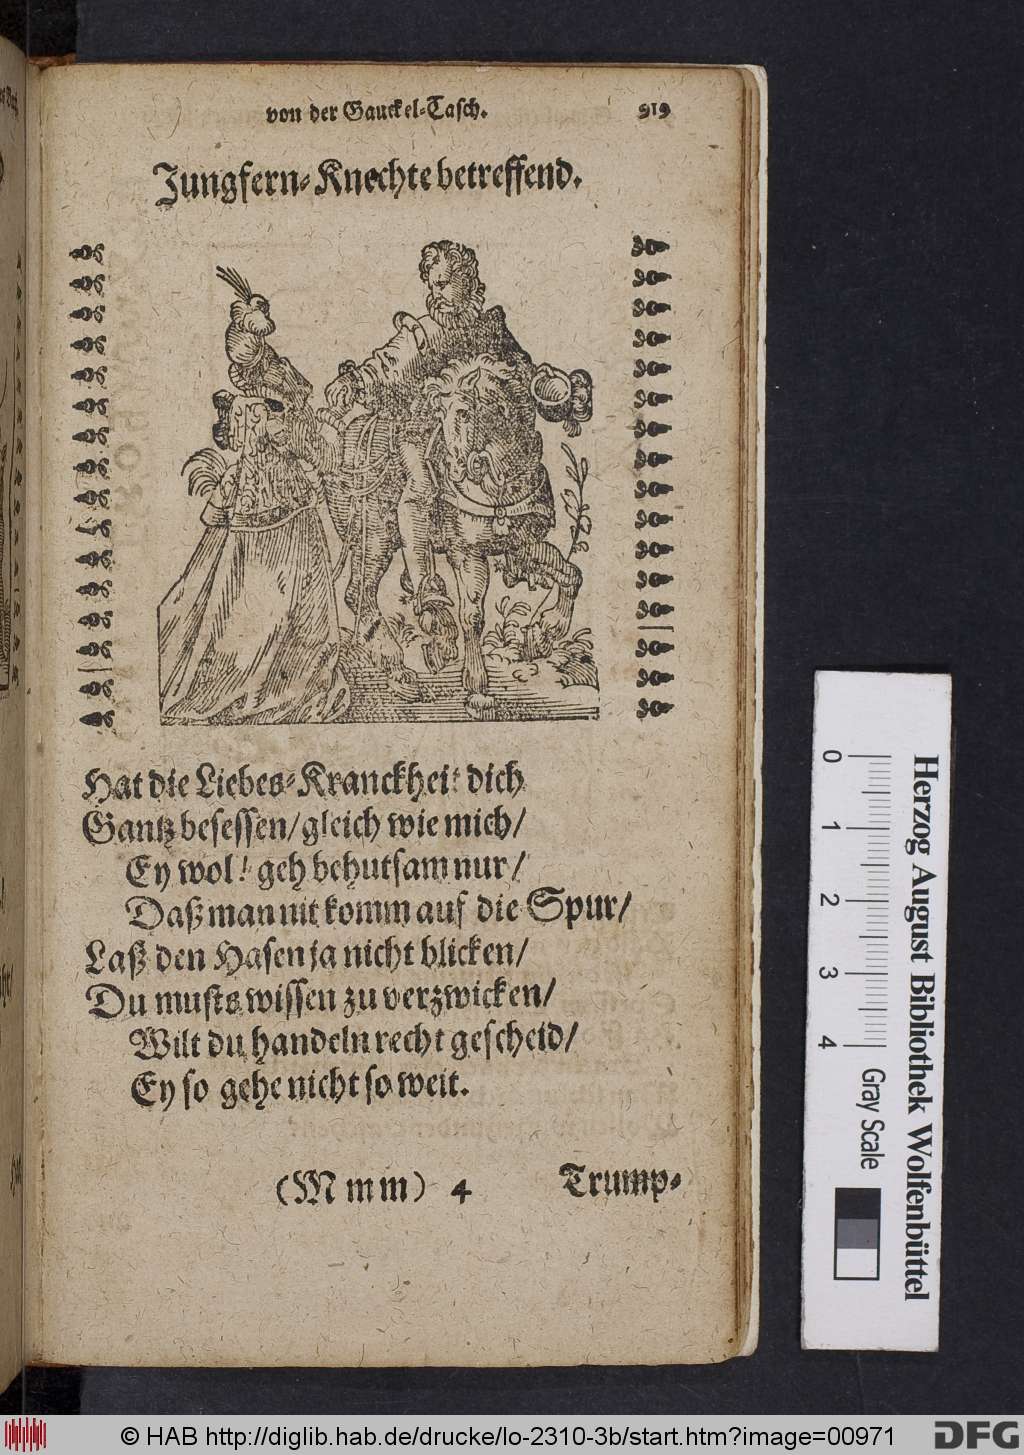 von der Gauckel-Tasch. 919
Jungfern-Knechte betreffend.
Hat die Liebes-Kranckheit dich
Gantz besessen/ gleich wie mich/
Ey wol! geh behutsam nur/
Daß man nit komm auf die Spur/
Laß den Hasen ja nicht blicken/
Du musts wissen zu verzwicken/
Wilt du handeln recht gescheid/
Ey so gehe nicht so weit.
(Mmm) 4 Trump-
0 1 2 3 4
Gray Scale
Herzog August Bibliothek Wolfenbüttel
© HAB http://diglib.hab.de/drucke/lo-2310-3b/start.htm?image=00971
DFG